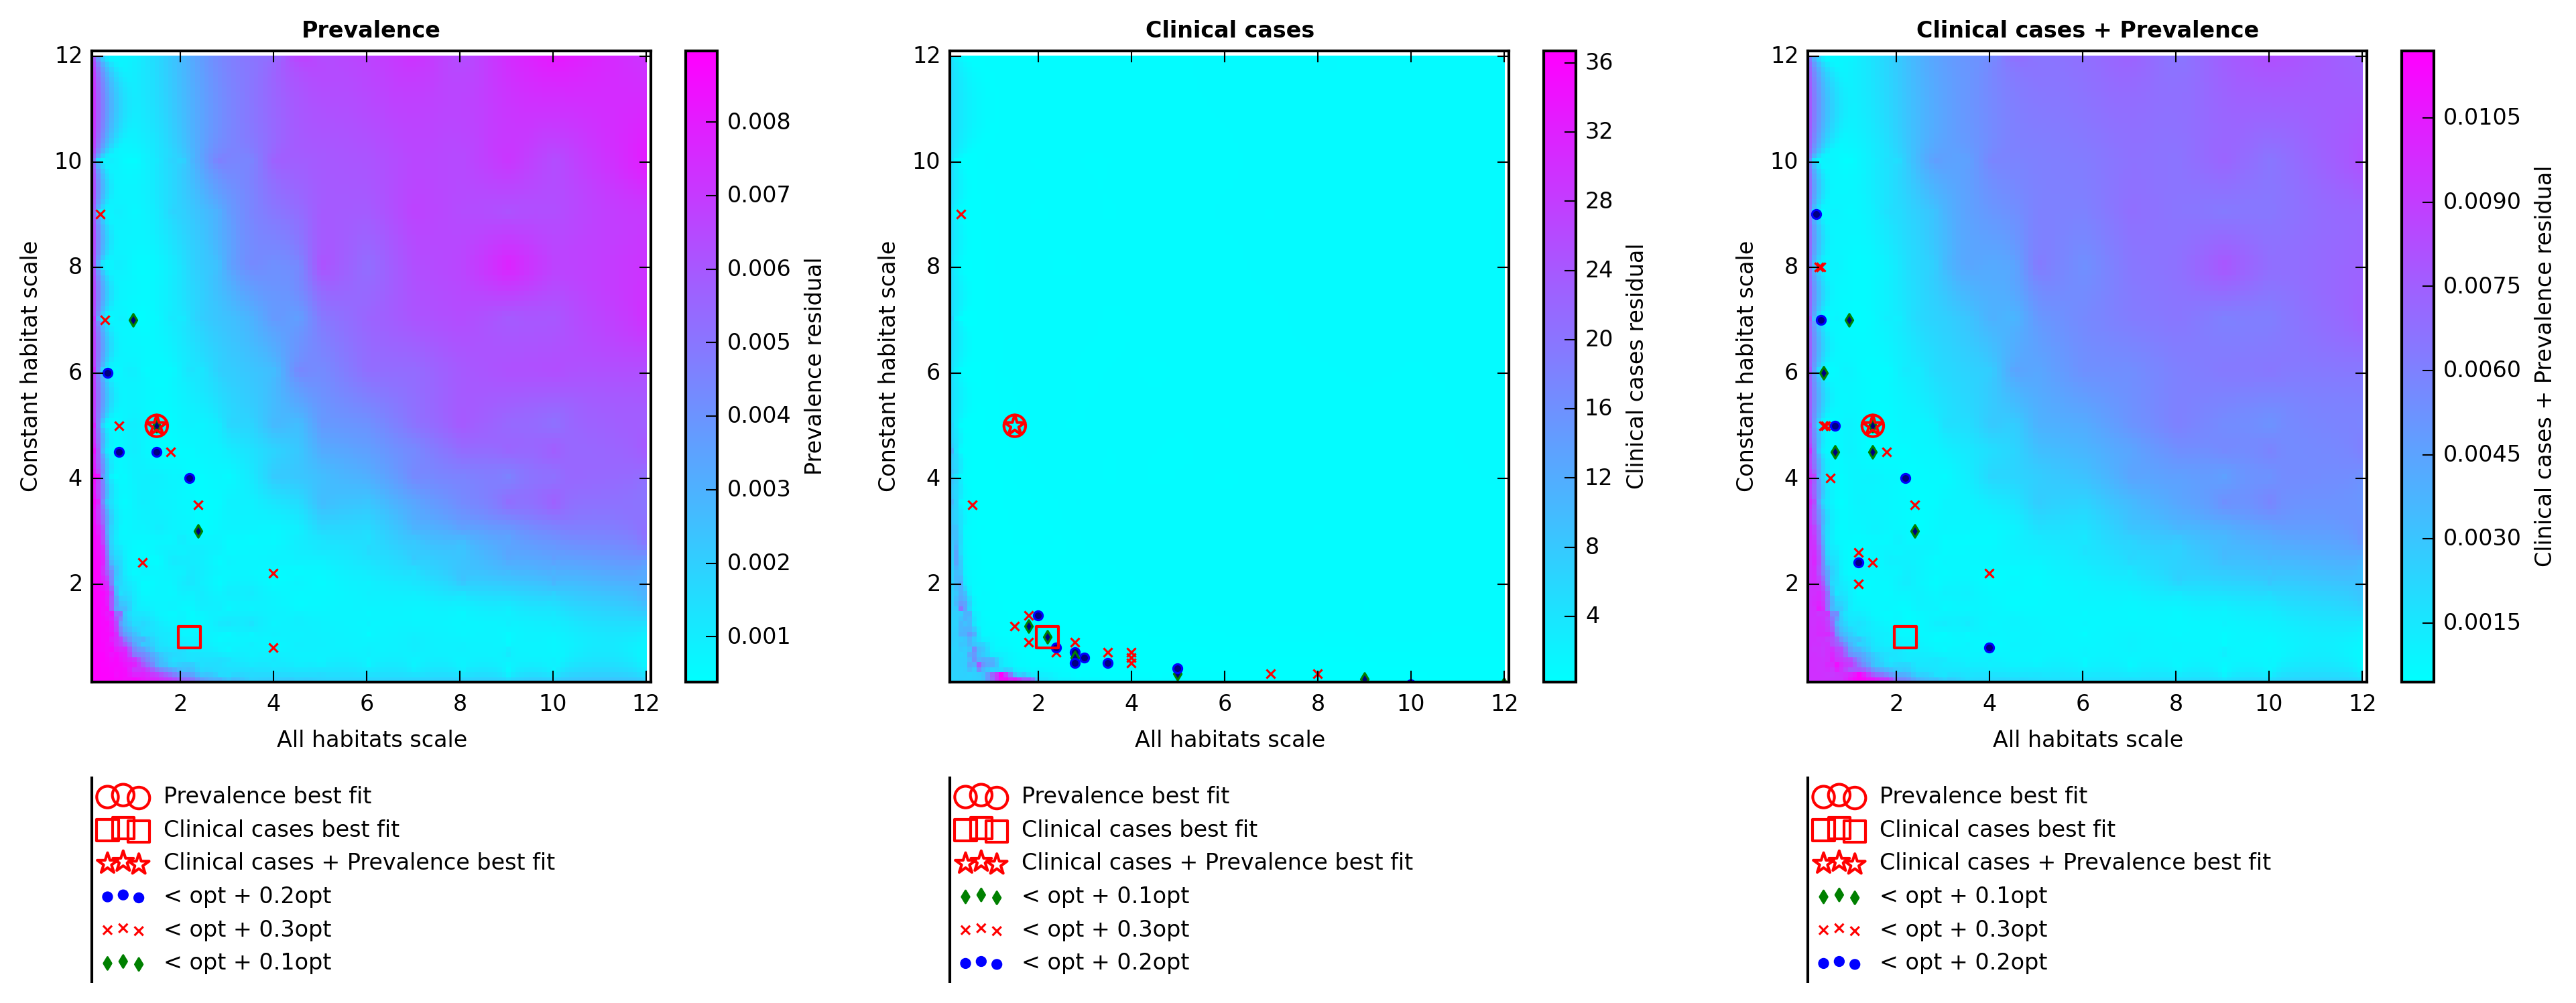 Prevalence
Constant habitat scale
12
10
8
6
4
2
2 4 6 8 10 12
All habitats scale
0.008
0.007
0.006
0.005
0.004
0.003
0.002
0.001
Prevalence residual
Prevalence best fit
Clinical cases best fit
Clinical cases + Prevalence best fit
< opt + 0.2opt
< opt + 0.3opt
< opt + 0.1opt
Clinical cases
Constant habitat scale
12
10
8
6
4
2
2 4 6 8 10 12
All habitats scale
36
32
28
24
20
16
12
8
4
Clinical cases residual
Prevalence best fit
Clinical cases best fit
Clinical cases + Prevalence best fit
< opt + 0.1opt
< opt + 0.3opt
< opt + 0.2opt
Clinical cases + Prevalence
Constant habitat scale
12
10
8
6
4
2
2 4 6 8 10 12
All habitats scale
0.0105
0.0090
0.0075
0.0060
0.0045
0.0030
0.0015
Clinical cases + Prevalence residual
Prevalence best fit
Clinical cases best fit
Clinical cases + Prevalence best fit
< opt + 0.1opt
< opt + 0.3opt
< opt + 0.2opt